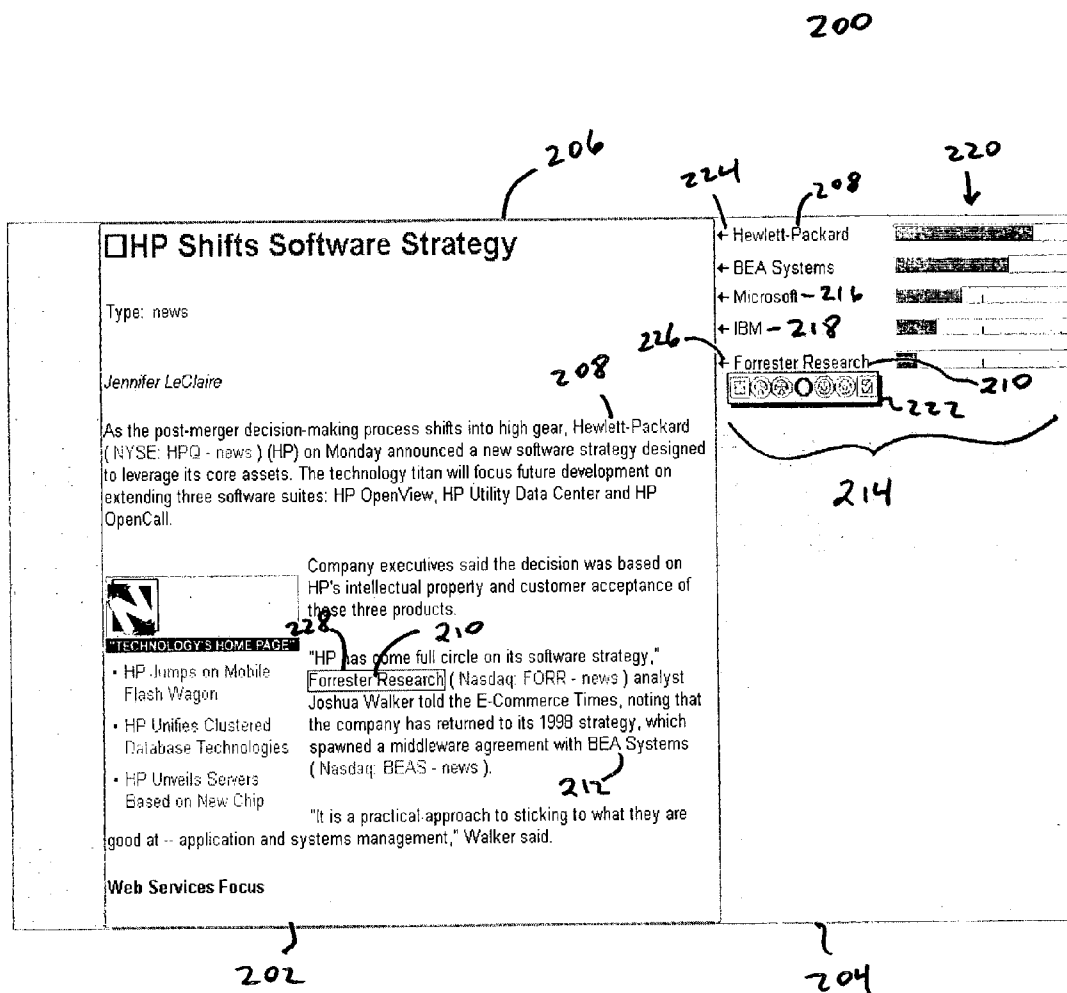 200
206
220
224
208
HP Shifts Software Strategy
← Hewlett-Packard
← BEA Systems
Type: news
← Microsoft – 216
← IBM – 218
226
← Forrester Research
210
222
214
Jennifer LeClaire
208
As the post-merger decision-making process shifts into high gear, Hewlett-Packard
( NYSE: HPQ - news ) (HP) on Monday announced a new software strategy designed
to leverage its core assets. The technology titan will focus future development on
extending three software suites: HP OpenView, HP Utility Data Center and HP
OpenCall.
Company executives said the decision was based on
HP's intellectual property and customer acceptance of
those three products.
N
"TECHNOLOGY'S HOME PAGE"
• HP Jumps on Mobile
Flash Wagon
• HP Unifies Clustered
Database Technologies
• HP Unveils Servers
Based on New Chip
228
210
"HP has come full circle on its software strategy,"
Forrester Research ( Nasdaq: FORR - news ) analyst
Joshua Walker told the E-Commerce Times, noting that
the company has returned to its 1998 strategy, which
spawned a middleware agreement with BEA Systems
( Nasdaq: BEAS - news ).
212
"It is a practical approach to sticking to what they are
good at -- application and systems management," Walker said.
Web Services Focus
202
204